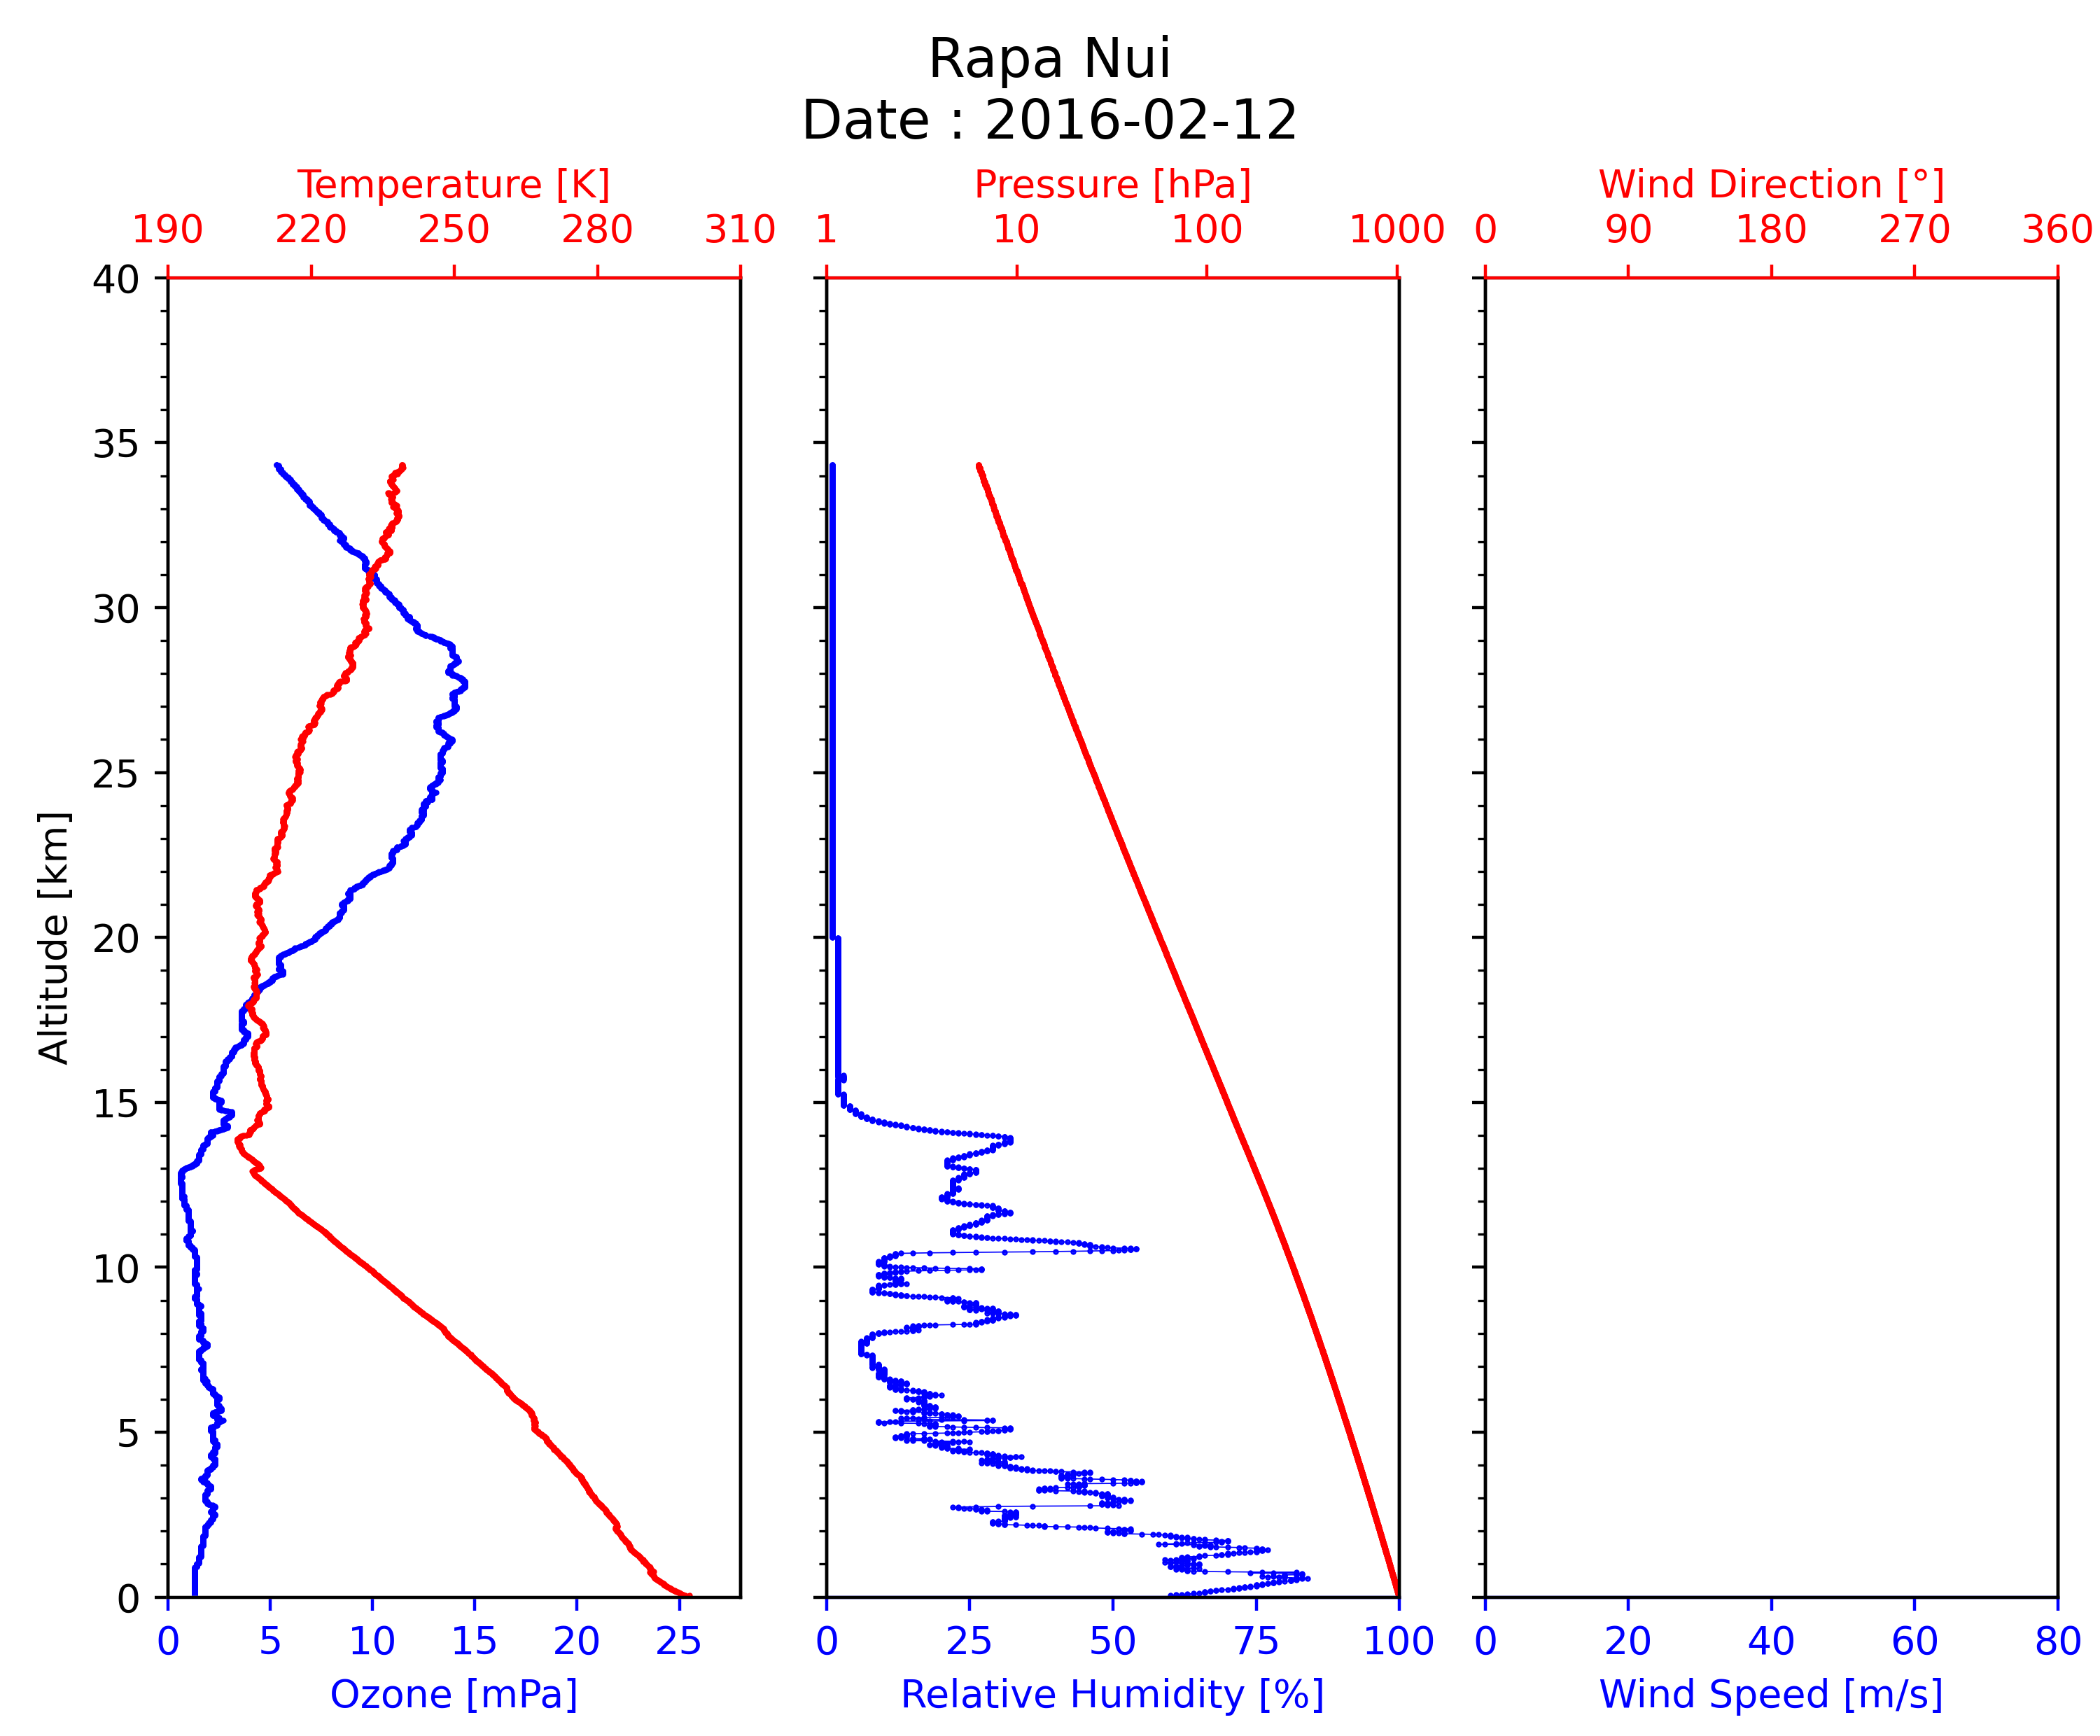 Rapa Nui
Date : 2016-02-12
Temperature [K]
190 220 250 280 310
Pressure [hPa]
1 10 100 1000
Wind Direction [°]
0 90 180 270 360
Altitude [km]
40
35
30
25
20
15
10
5
0
0 5 10 15 20 25
Ozone [mPa]
0 25 50 75 100
Relative Humidity [%]
0 20 40 60 80
Wind Speed [m/s]